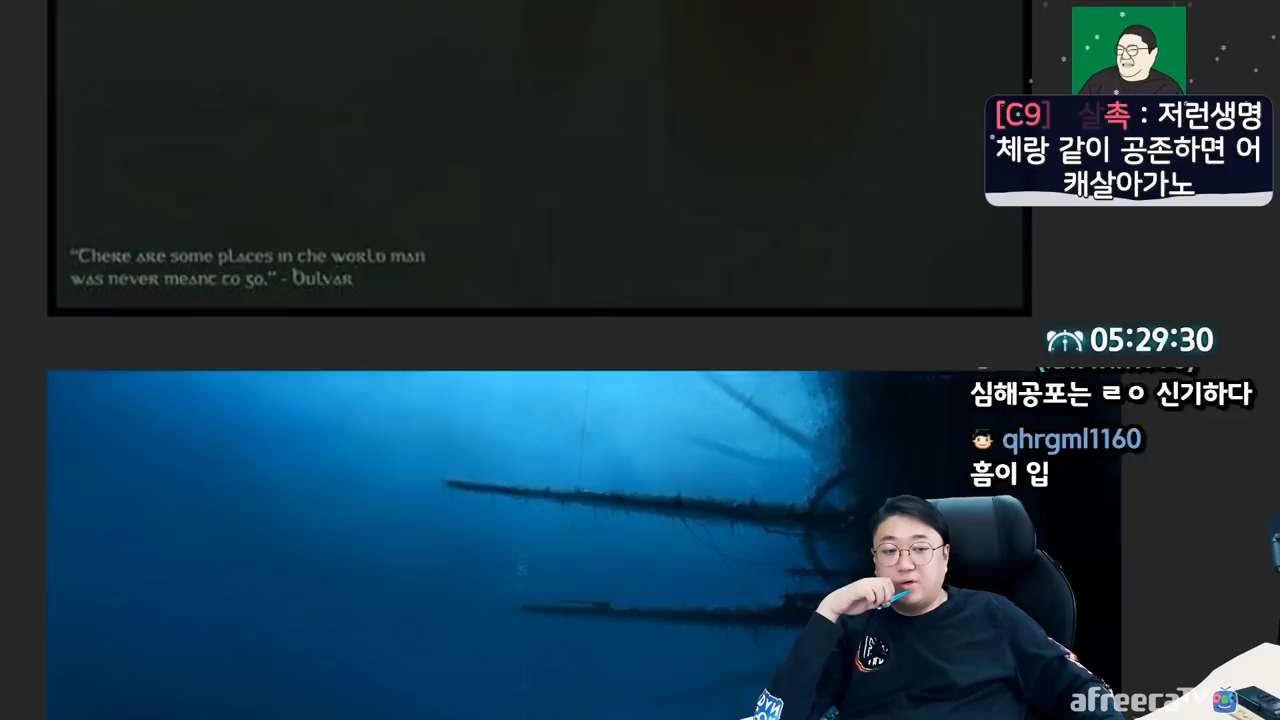 [C9] 살촉 : 저런생명
체랑 같이 공존하면 어
캐살아가노
"There are some places in the world man
was never meant to go." - Bulvar
05:29:30
심해공포는 ㄹㅇ 신기하다
qhrgml1160
흠이 입
afreecaTV